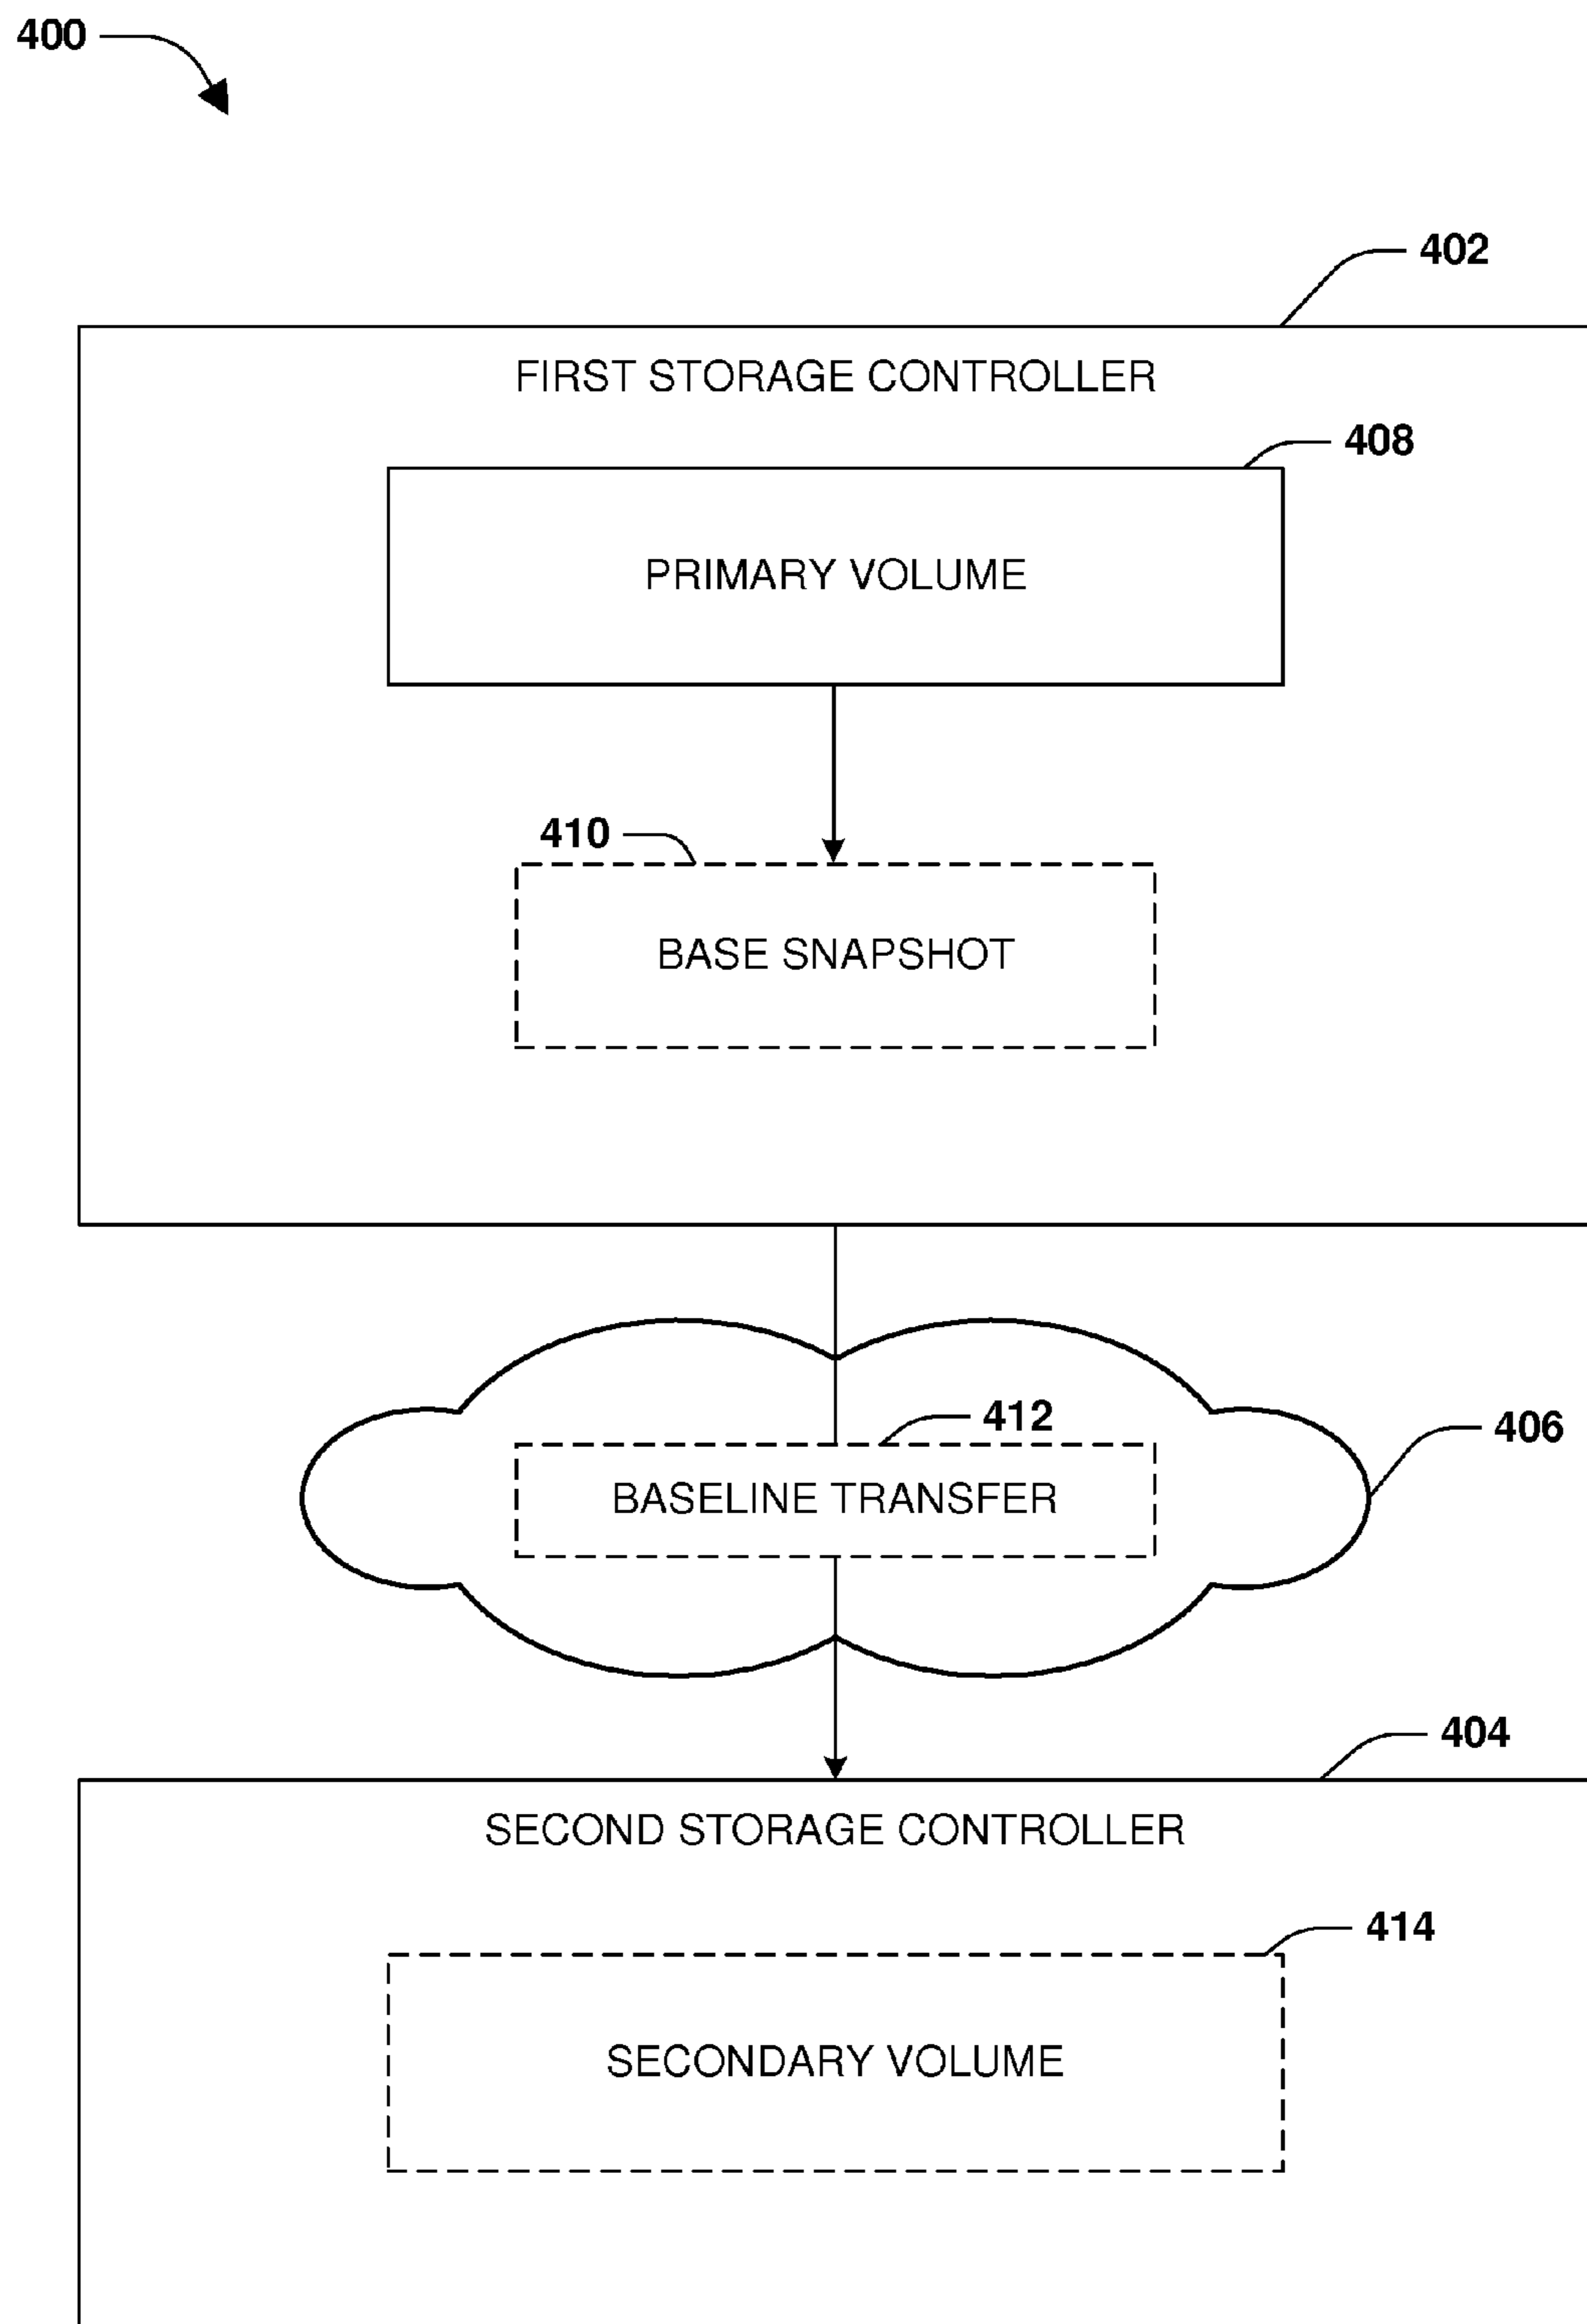 400
402
FIRST STORAGE CONTROLLER
408
PRIMARY VOLUME
410
BASE SNAPSHOT
412
406
BASELINE TRANSFER
404
SECOND STORAGE CONTROLLER
414
SECONDARY VOLUME